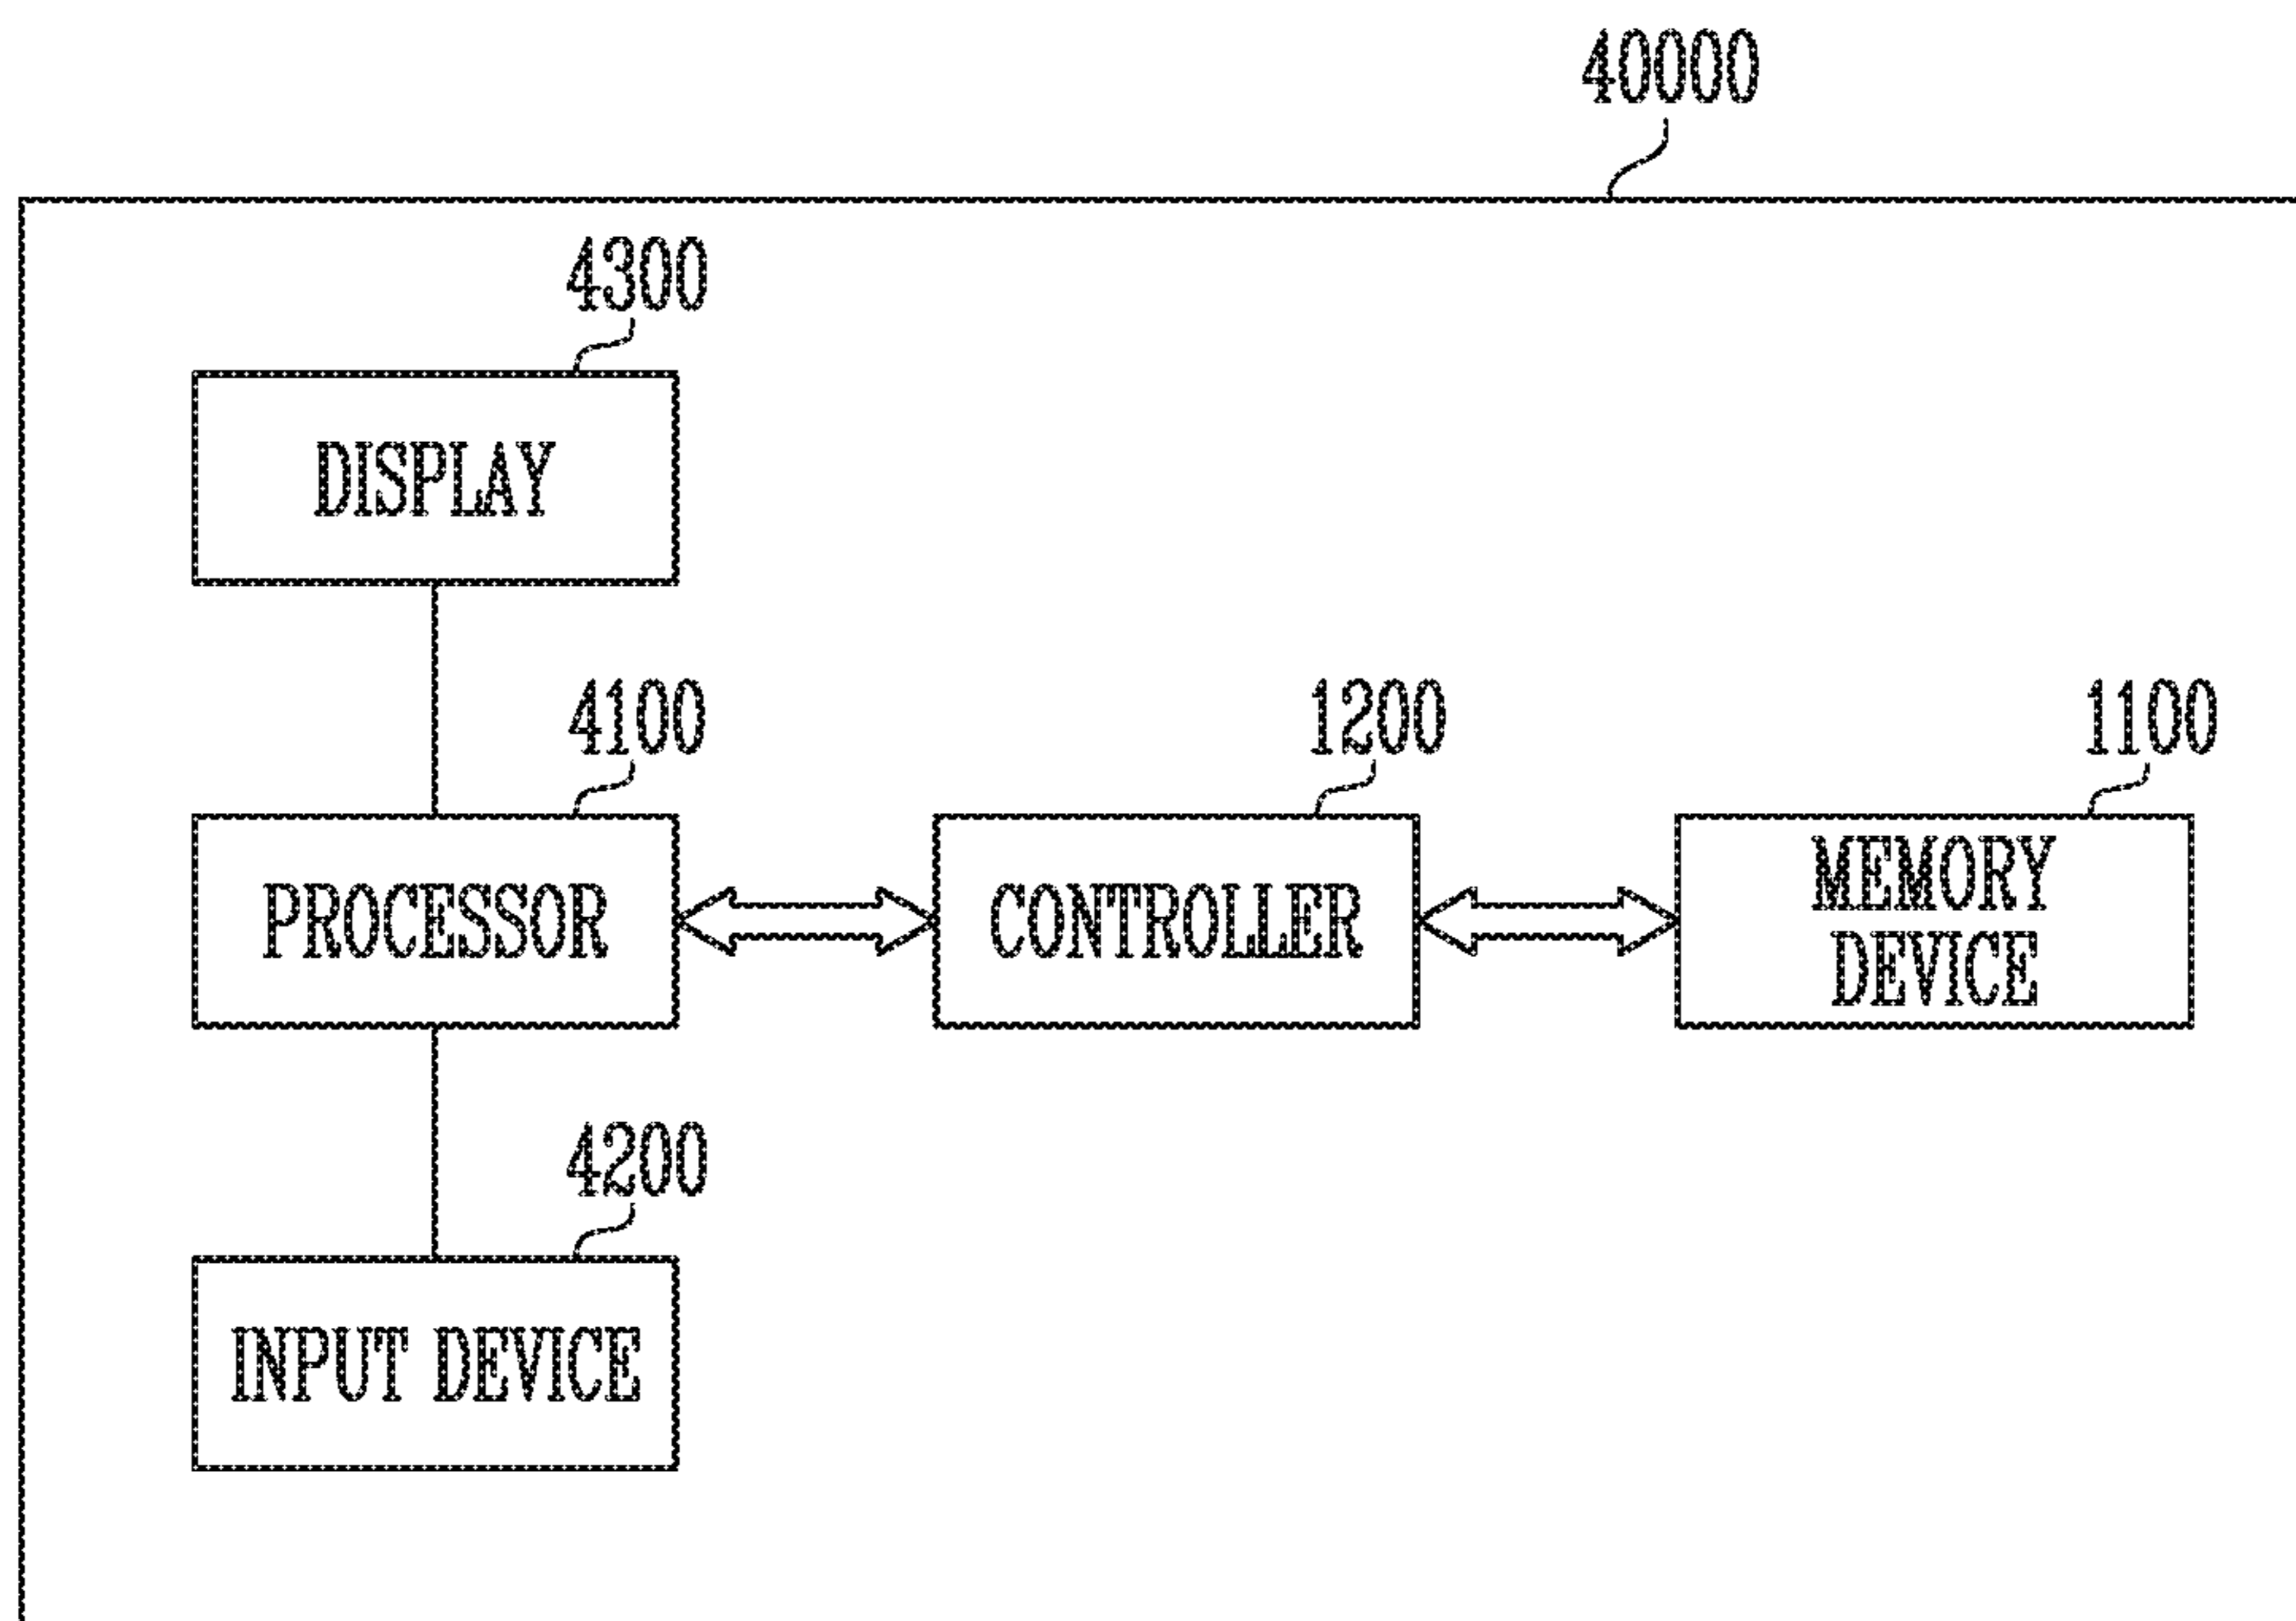 40000
4300
DISPLAY
4100
1200
1100
PROCESSOR
CONTROLLER
MEMORY
DEVICE
4200
INPUT DEVICE